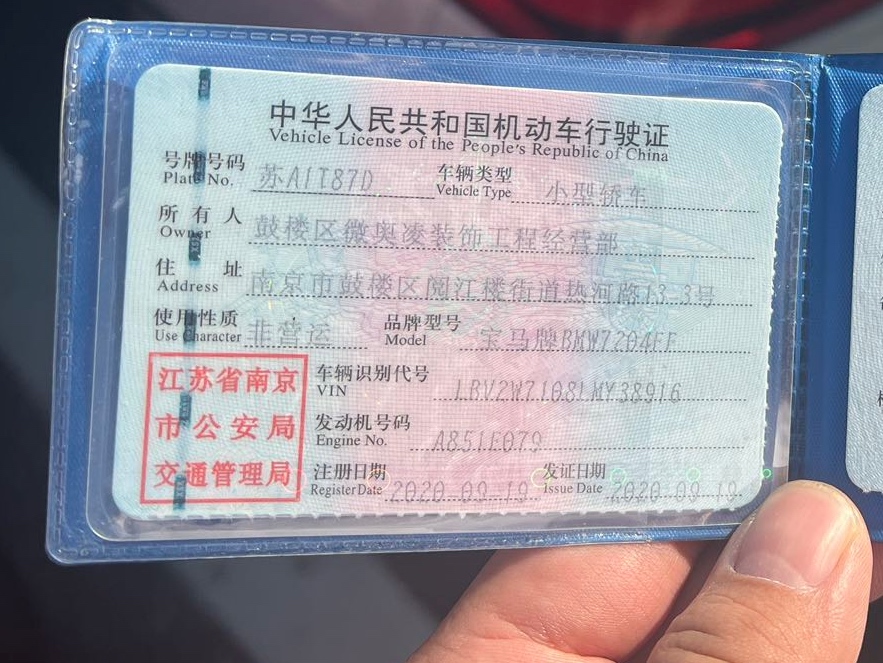 中华人民共和国机动车行驶证
Vehicle License of the People's Republic of China
号牌号码 苏A1T87D 车辆类型 小型轿车
Plate No. Vehicle Type
所有人 鼓楼区微奥凌装饰工程经营部
Owner
住址 南京市鼓楼区阅江楼街道热河路13-3号
Address
使用性质 非营运 品牌型号 宝马牌BMW7204FF
Use Character Model
江苏省南京
市公安局
交通管理局
车辆识别代号 LBV2W7108LMY38916
VIN
发动机号码 A851F079
Engine No.
注册日期 2020-09-19 发证日期 2020-09-19
Register Date Issue Date